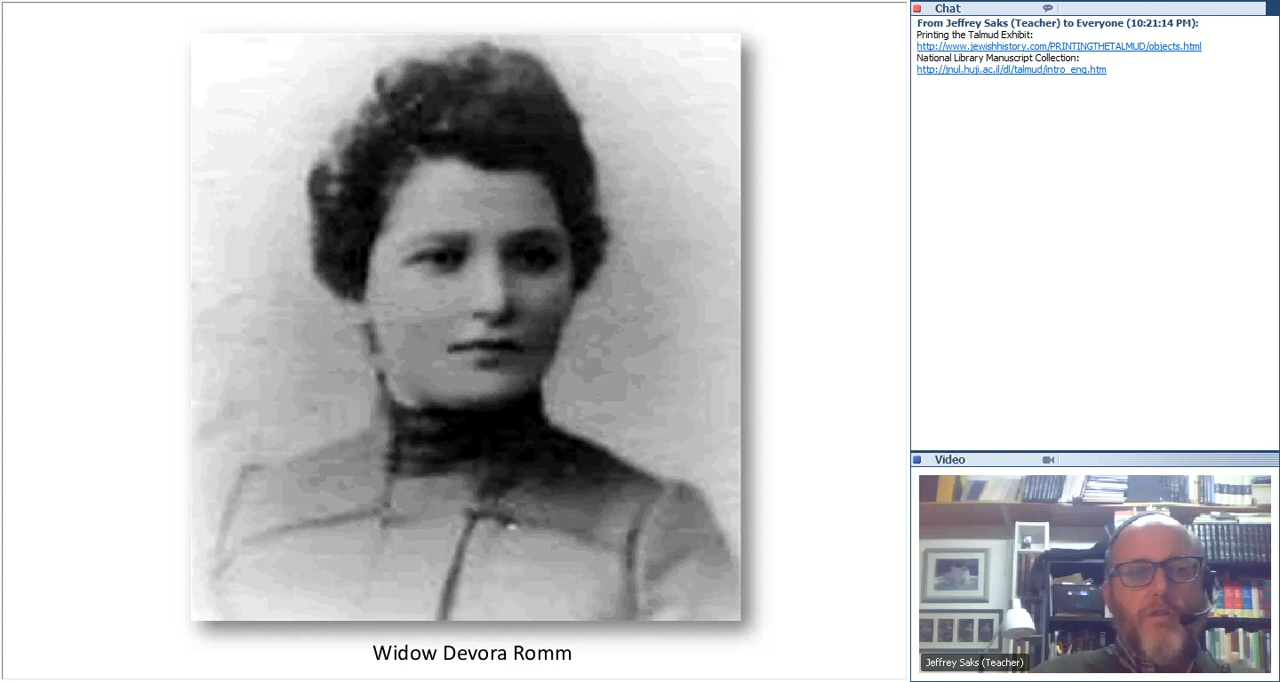 Widow Devora Romm
Chat
From Jeffrey Saks (Teacher) to Everyone (10:21:14 PM):
Printing the Talmud Exhibit:
http://www.jewishhistory.com/PRINTINGTHETALMUD/objects.html
National Library Manuscript Collection:
http://jnul.huji.ac.il/dl/talmud/intro_eng.htm
Video
Jeffrey Saks (Teacher)